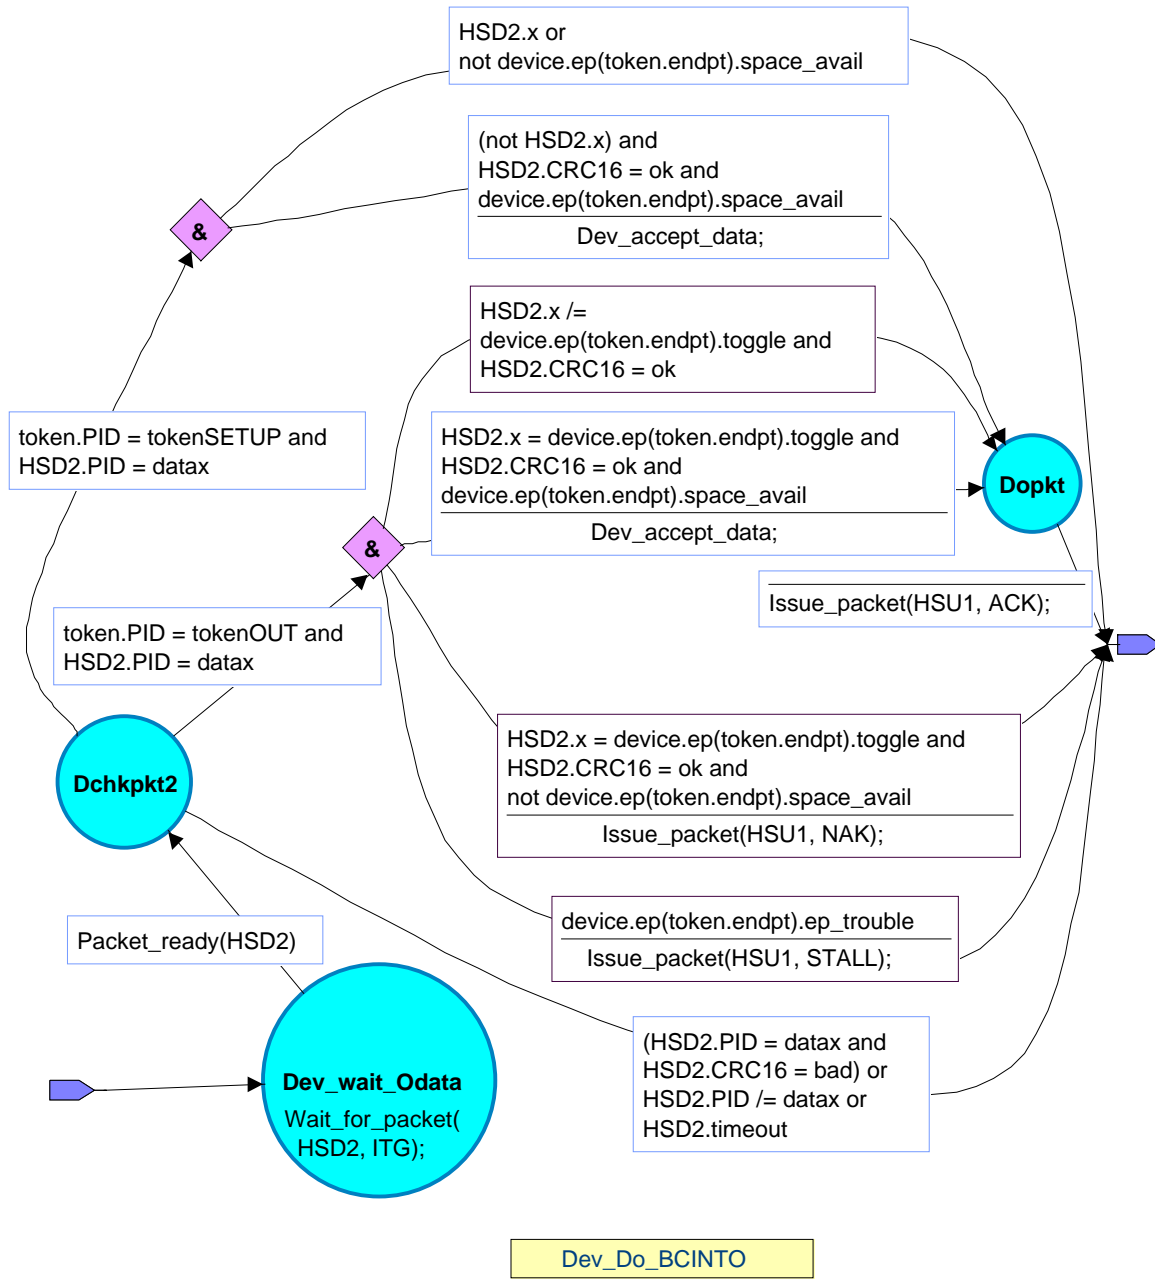 HSD2.x or
not device.ep(token.endpt).space_avail
(not HSD2.x) and
HSD2.CRC16 = ok and
device.ep(token.endpt).space_avail
Dev_accept_data;
&
HSD2.x /=
device.ep(token.endpt).toggle and
HSD2.CRC16 = ok
token.PID = tokenSETUP and
HSD2.PID = datax
HSD2.x = device.ep(token.endpt).toggle and
HSD2.CRC16 = ok and
device.ep(token.endpt).space_avail
Dev_accept_data;
Dopkt
&
Issue_packet(HSU1, ACK);
token.PID = tokenOUT and
HSD2.PID = datax
HSD2.x = device.ep(token.endpt).toggle and
HSD2.CRC16 = ok and
not device.ep(token.endpt).space_avail
Issue_packet(HSU1, NAK);
Dchkpkt2
device.ep(token.endpt).ep_trouble
Issue_packet(HSU1, STALL);
Packet_ready(HSD2)
(HSD2.PID = datax and
HSD2.CRC16 = bad) or
HSD2.PID /= datax or
HSD2.timeout
Dev_wait_Odata
Wait_for_packet(
HSD2, ITG);
Dev_Do_BCINTO